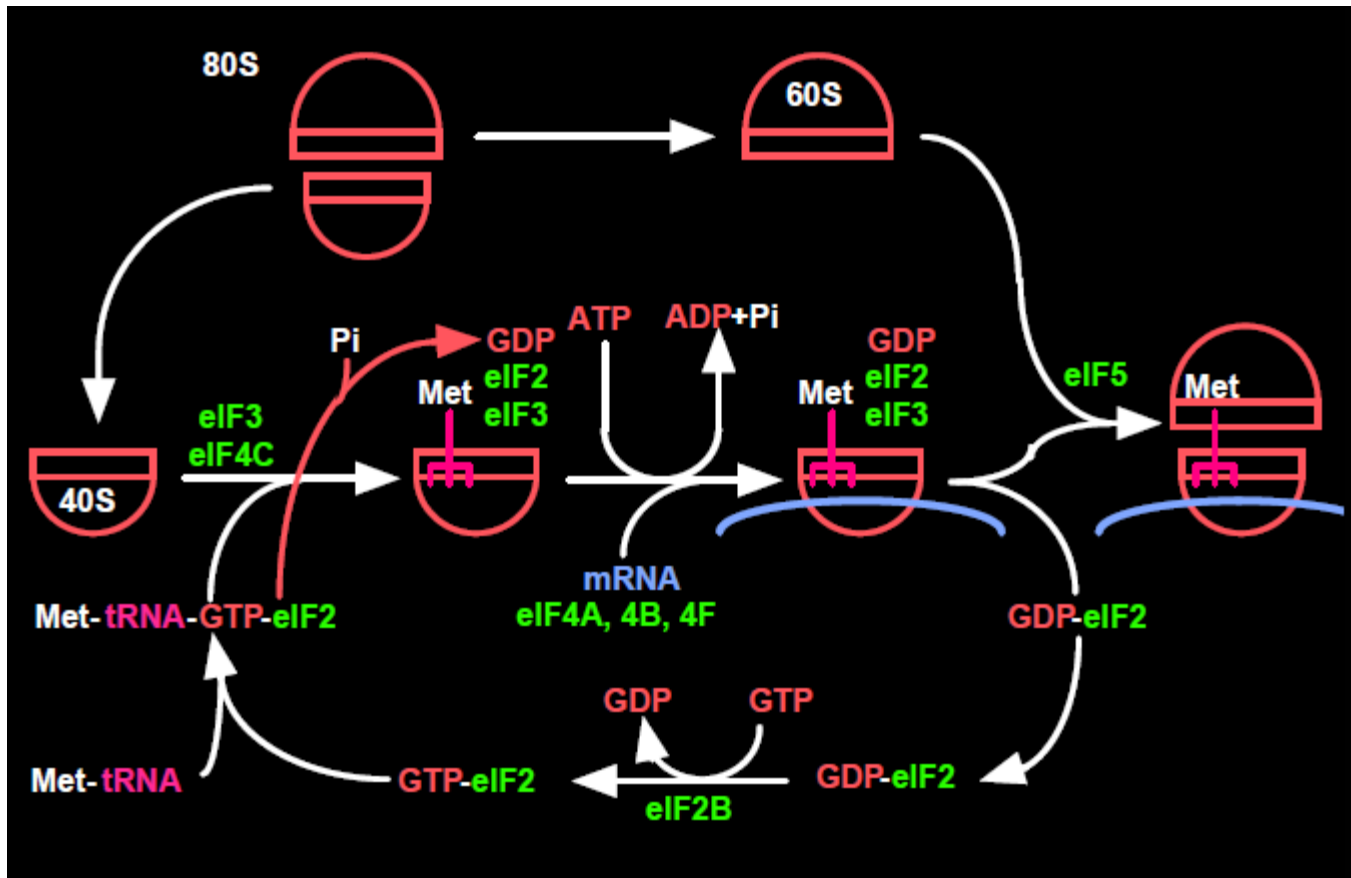 80S
60S
Pi
GDP
ATP
ADP+Pi
GDP
Met
eIF2
eIF3
Met
eIF2
eIF3
eIF5
Met
eIF3
eIF4C
40S
mRNA
eIF4A, 4B, 4F
Met-tRNA-GTP-eIF2
GDP-eIF2
GDP
GTP
Met-tRNA
GTP-eIF2
eIF2B
GDP-eIF2